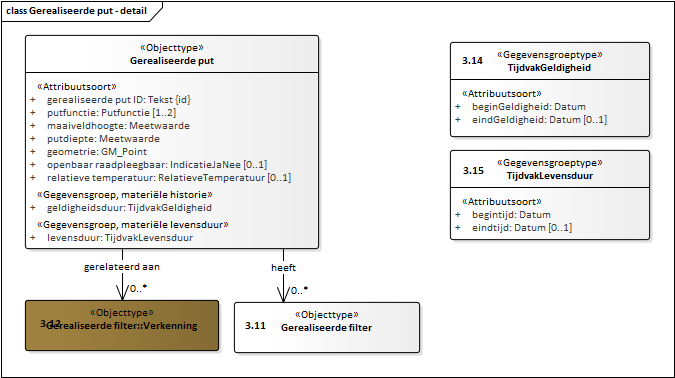 class Gerealiseerde put - detail
«Objecttype»
Gerealiseerde put
«Attribuutsoort»
+ gerealiseerde put ID: Tekst {id}
+ putfunctie: Putfunctie [1..2]
+ maaiveldhoogte: Meetwaarde
+ putdiepte: Meetwaarde
+ geometrie: GM_Point
+ openbaar raadpleegbaar: IndicatieJaNee [0..1]
+ relatieve temperatuur: RelatieveTemperatuur [0..1]
«Gegevensgroep, materiële historie»
+ geldigheidsduur: TijdvakGeldigheid
«Gegevensgroep, materiële levensduur»
+ levensduur: TijdvakLevensduur
3.14 «Gegevensgroeptype»
TijdvakGeldigheid
«Attribuutsoort»
+ beginGeldigheid: Datum
+ eindGeldigheid: Datum [0..1]
3.15 «Gegevensgroeptype»
TijdvakLevensduur
«Attribuutsoort»
+ begintijd: Datum
+ eindtijd: Datum [0..1]
gerelateerd aan
0..*
heeft
0..*
«Objecttype»
3.12
Gerealiseerde filter::Verkenning
«Objecttype»
3.11 Gerealiseerde filter